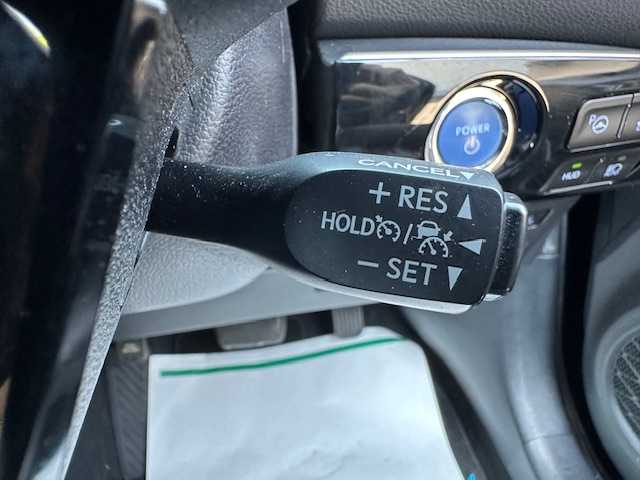 CANCEL
+ RES
HOLD /
- SET
POWER
P
HUD